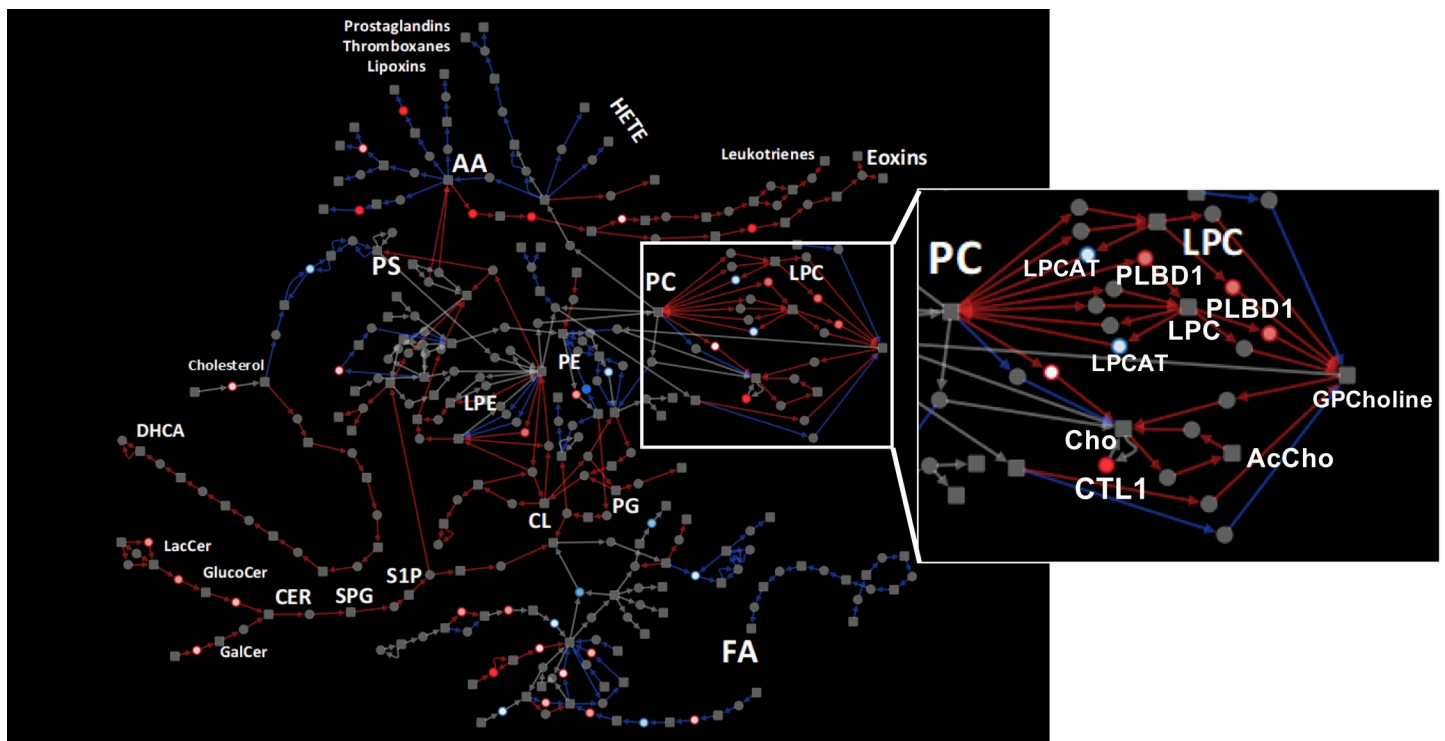 Prostaglandins
Thromboxanes
Lipoxins
HETE
AA
Leukotrienes
Eoxins
PS
PC
LPC
Cholesterol
PE
LPE
DHCA
CL
PG
LacCer
GlucoCer
CER
SPG
S1P
GalCer
FA
PC
LPC
LPCAT
PLBD1
PLBD1
LPC
LPCAT
GPCholine
Cho
AcCho
CTL1